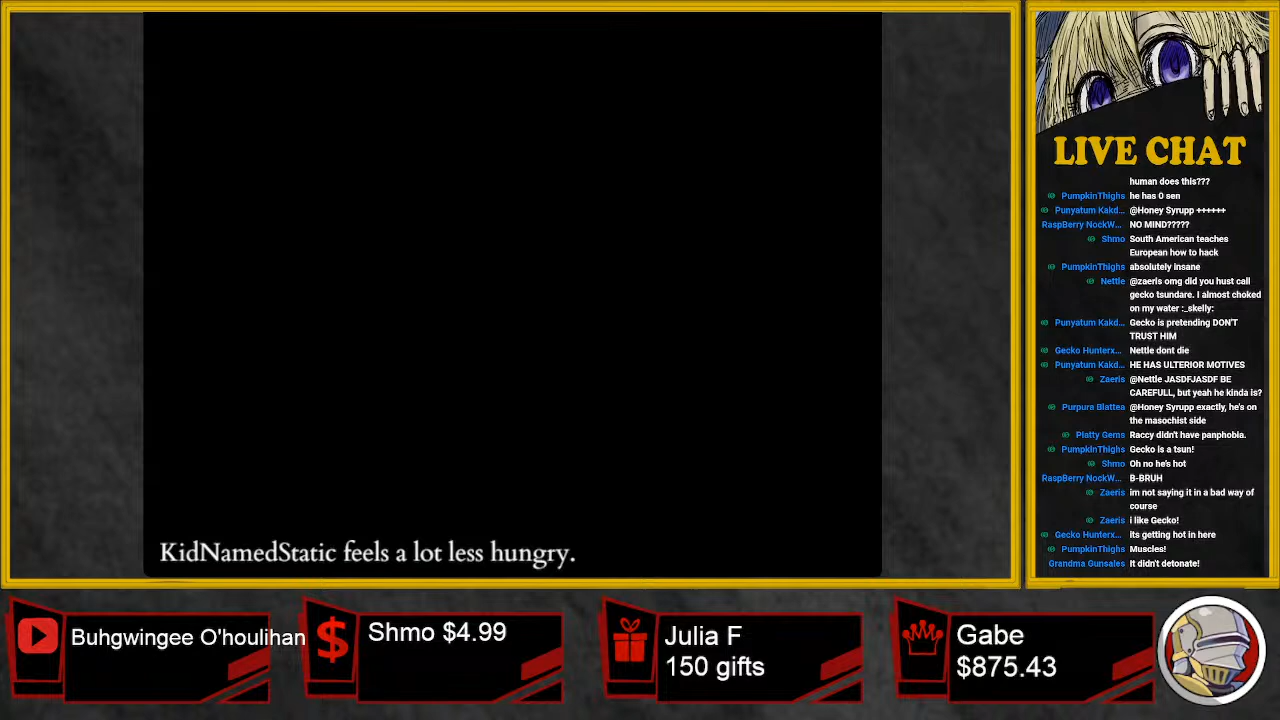 LIVE CHAT
human does this???
PumpkinThighs he has 0 sen
Punyatum Kakd... @Honey Syrupp ++++++
RaspBerry NockW... NO MIND?????
Shmo South American teaches
European how to hack
PumpkinThighs absolutely insane
Nettle @zaeris omg did you hust call
gecko tsundare. I almost choked
on my water :_skelly:
Punyatum Kakd... Gecko is pretending DON'T
TRUST HIM
Gecko Hunterx... Nettle dont die
Punyatum Kakd... HE HAS ULTERIOR MOTIVES
Zaeris @Nettle JASDFJASDF BE
CAREFULL, but yeah he kinda is?
Purpura Blattea @Honey Syrupp exactly, he's on
the masochist side
Platty Gems Raccy didn't have panphobia.
PumpkinThighs Gecko is a tsun!
Shmo Oh no he's hot
RaspBerry NockW... B-BRUH
Zaeris im not saying it in a bad way of
course
Zaeris i like Gecko!
Gecko Hunterx... Its getting hot in here
PumpkinThighs Muscles!
Grandma Gunsales It didn't detonate!
KidNamedStatic feels a lot less hungry.
Buhgwingee O'houlihan
$ Shmo $4.99
Julia F
150 gifts
Gabe
$875.43